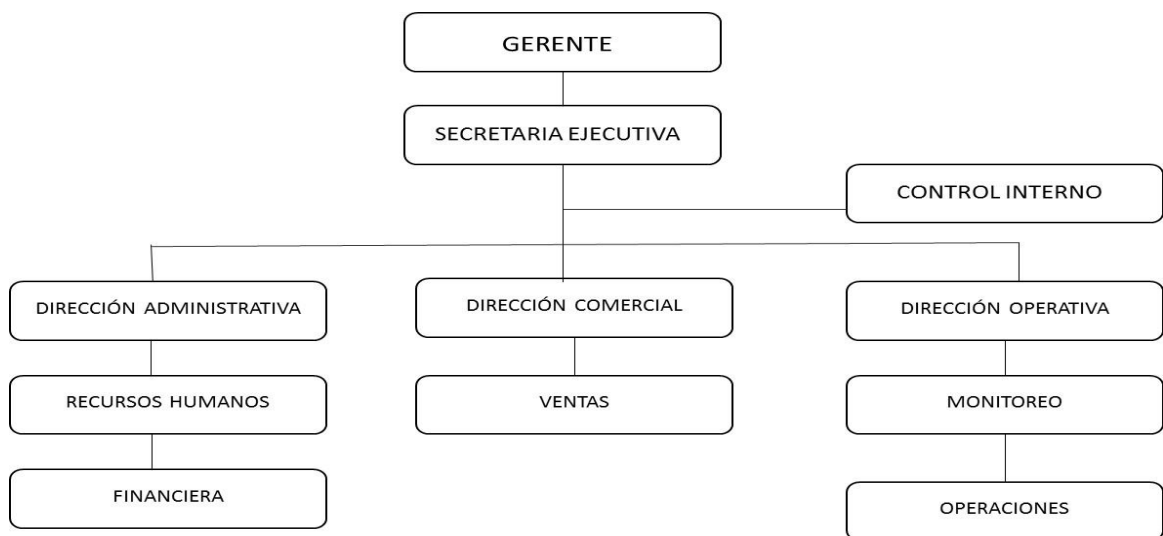 GERENTE
SECRETARIA EJECUTIVA
CONTROL INTERNO
DIRECCIÓN ADMINISTRATIVA
DIRECCIÓN COMERCIAL
DIRECCIÓN OPERATIVA
RECURSOS HUMANOS
VENTAS
MONITOREO
FINANCIERA
OPERACIONES